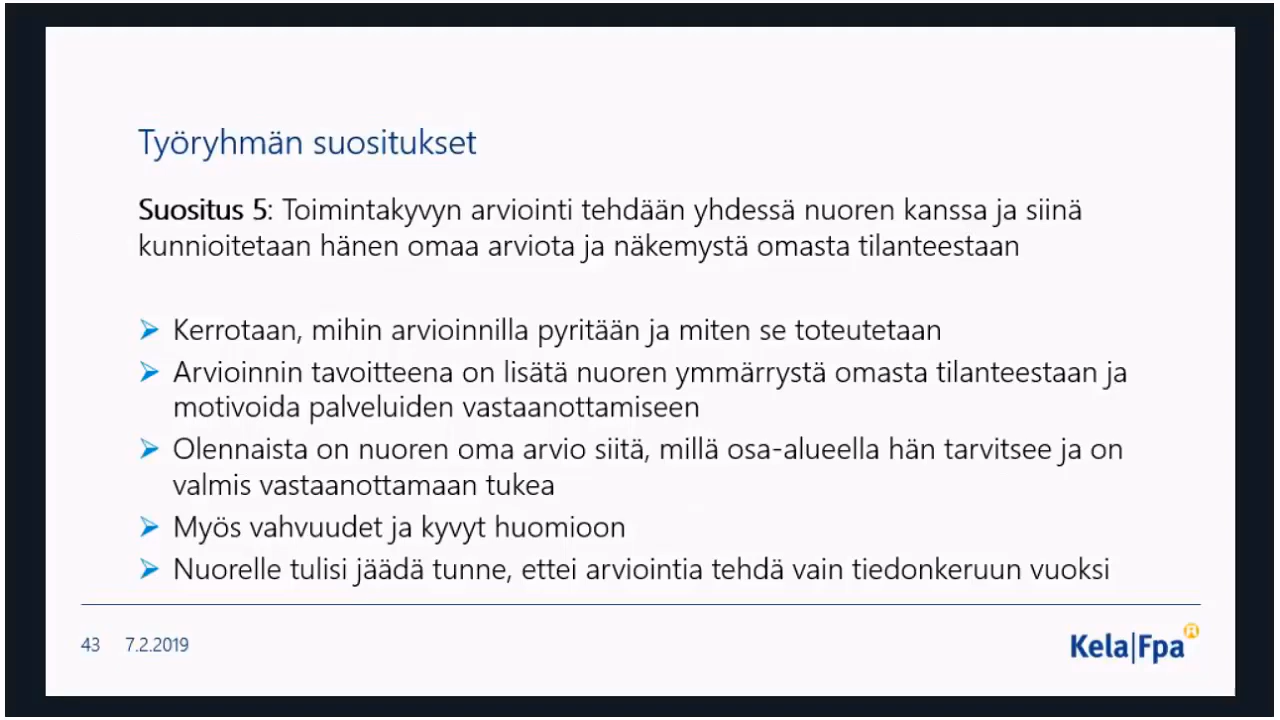 Työryhmän suositukset
Suositus 5: Toimintakyvyn arviointi tehdään yhdessä nuoren kanssa ja siinä
kunnioitetaan hänen omaa arviota ja näkemystä omasta tilanteestaan
➢ Kerrotaan, mihin arvioinnilla pyritään ja miten se toteutetaan
➢ Arvioinnin tavoitteena on lisätä nuoren ymmärrystä omasta tilanteestaan ja
motivoida palveluiden vastaanottamiseen
➢ Olennaista on nuoren oma arvio siitä, millä osa-alueella hän tarvitsee ja on
valmis vastaanottamaan tukea
➢ Myös vahvuudet ja kyvyt huomioon
➢ Nuorelle tulisi jäädä tunne, ettei arviointia tehdä vain tiedonkeruun vuoksi
43 7.2.2019
Kela|Fpa